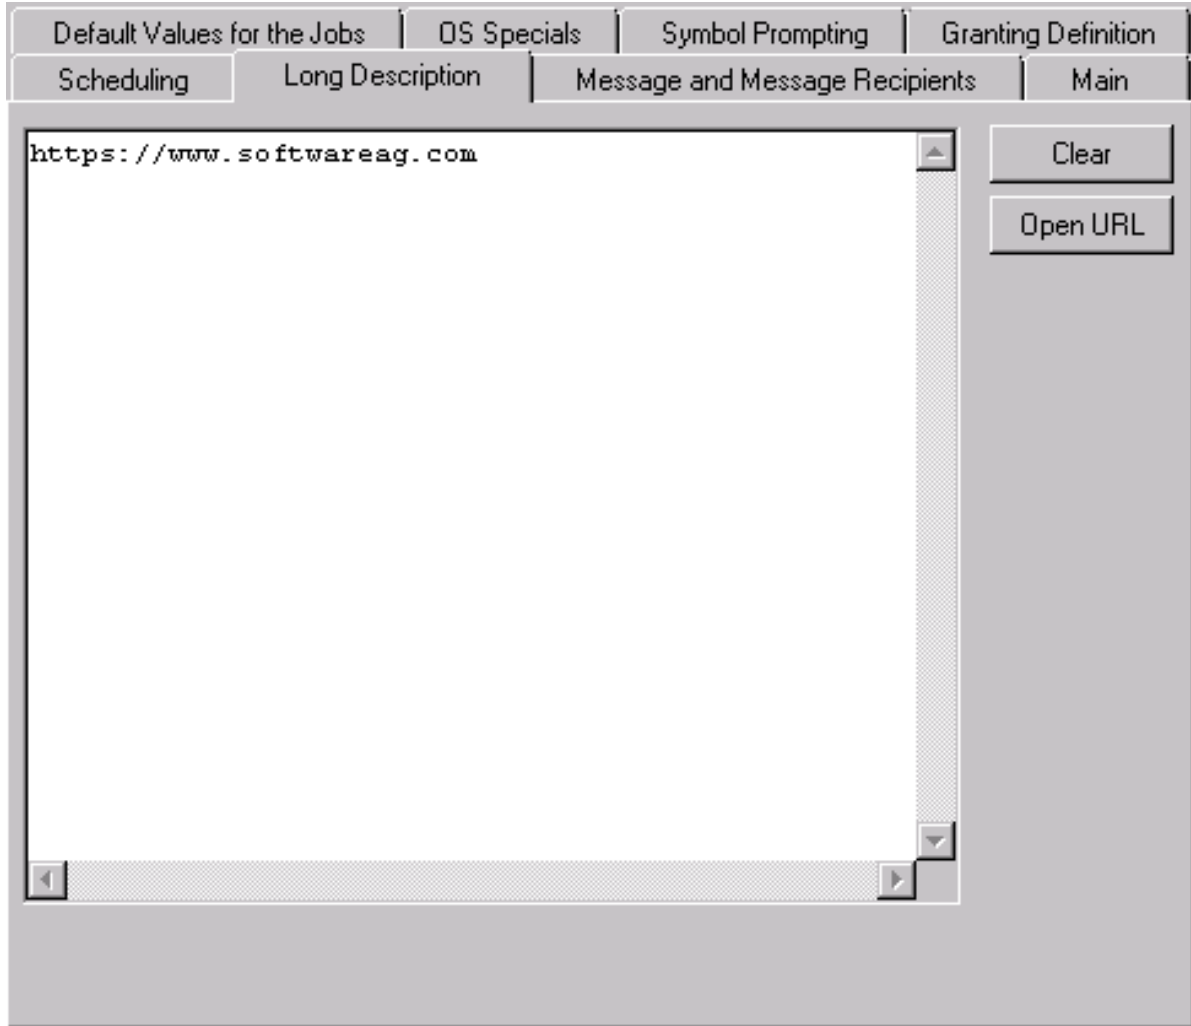 Default Values for the Jobs OS Specials Symbol Prompting Granting Definition
Scheduling Long Description Message and Message Recipients Main
https://www.softwareag.com
Clear
Open URL